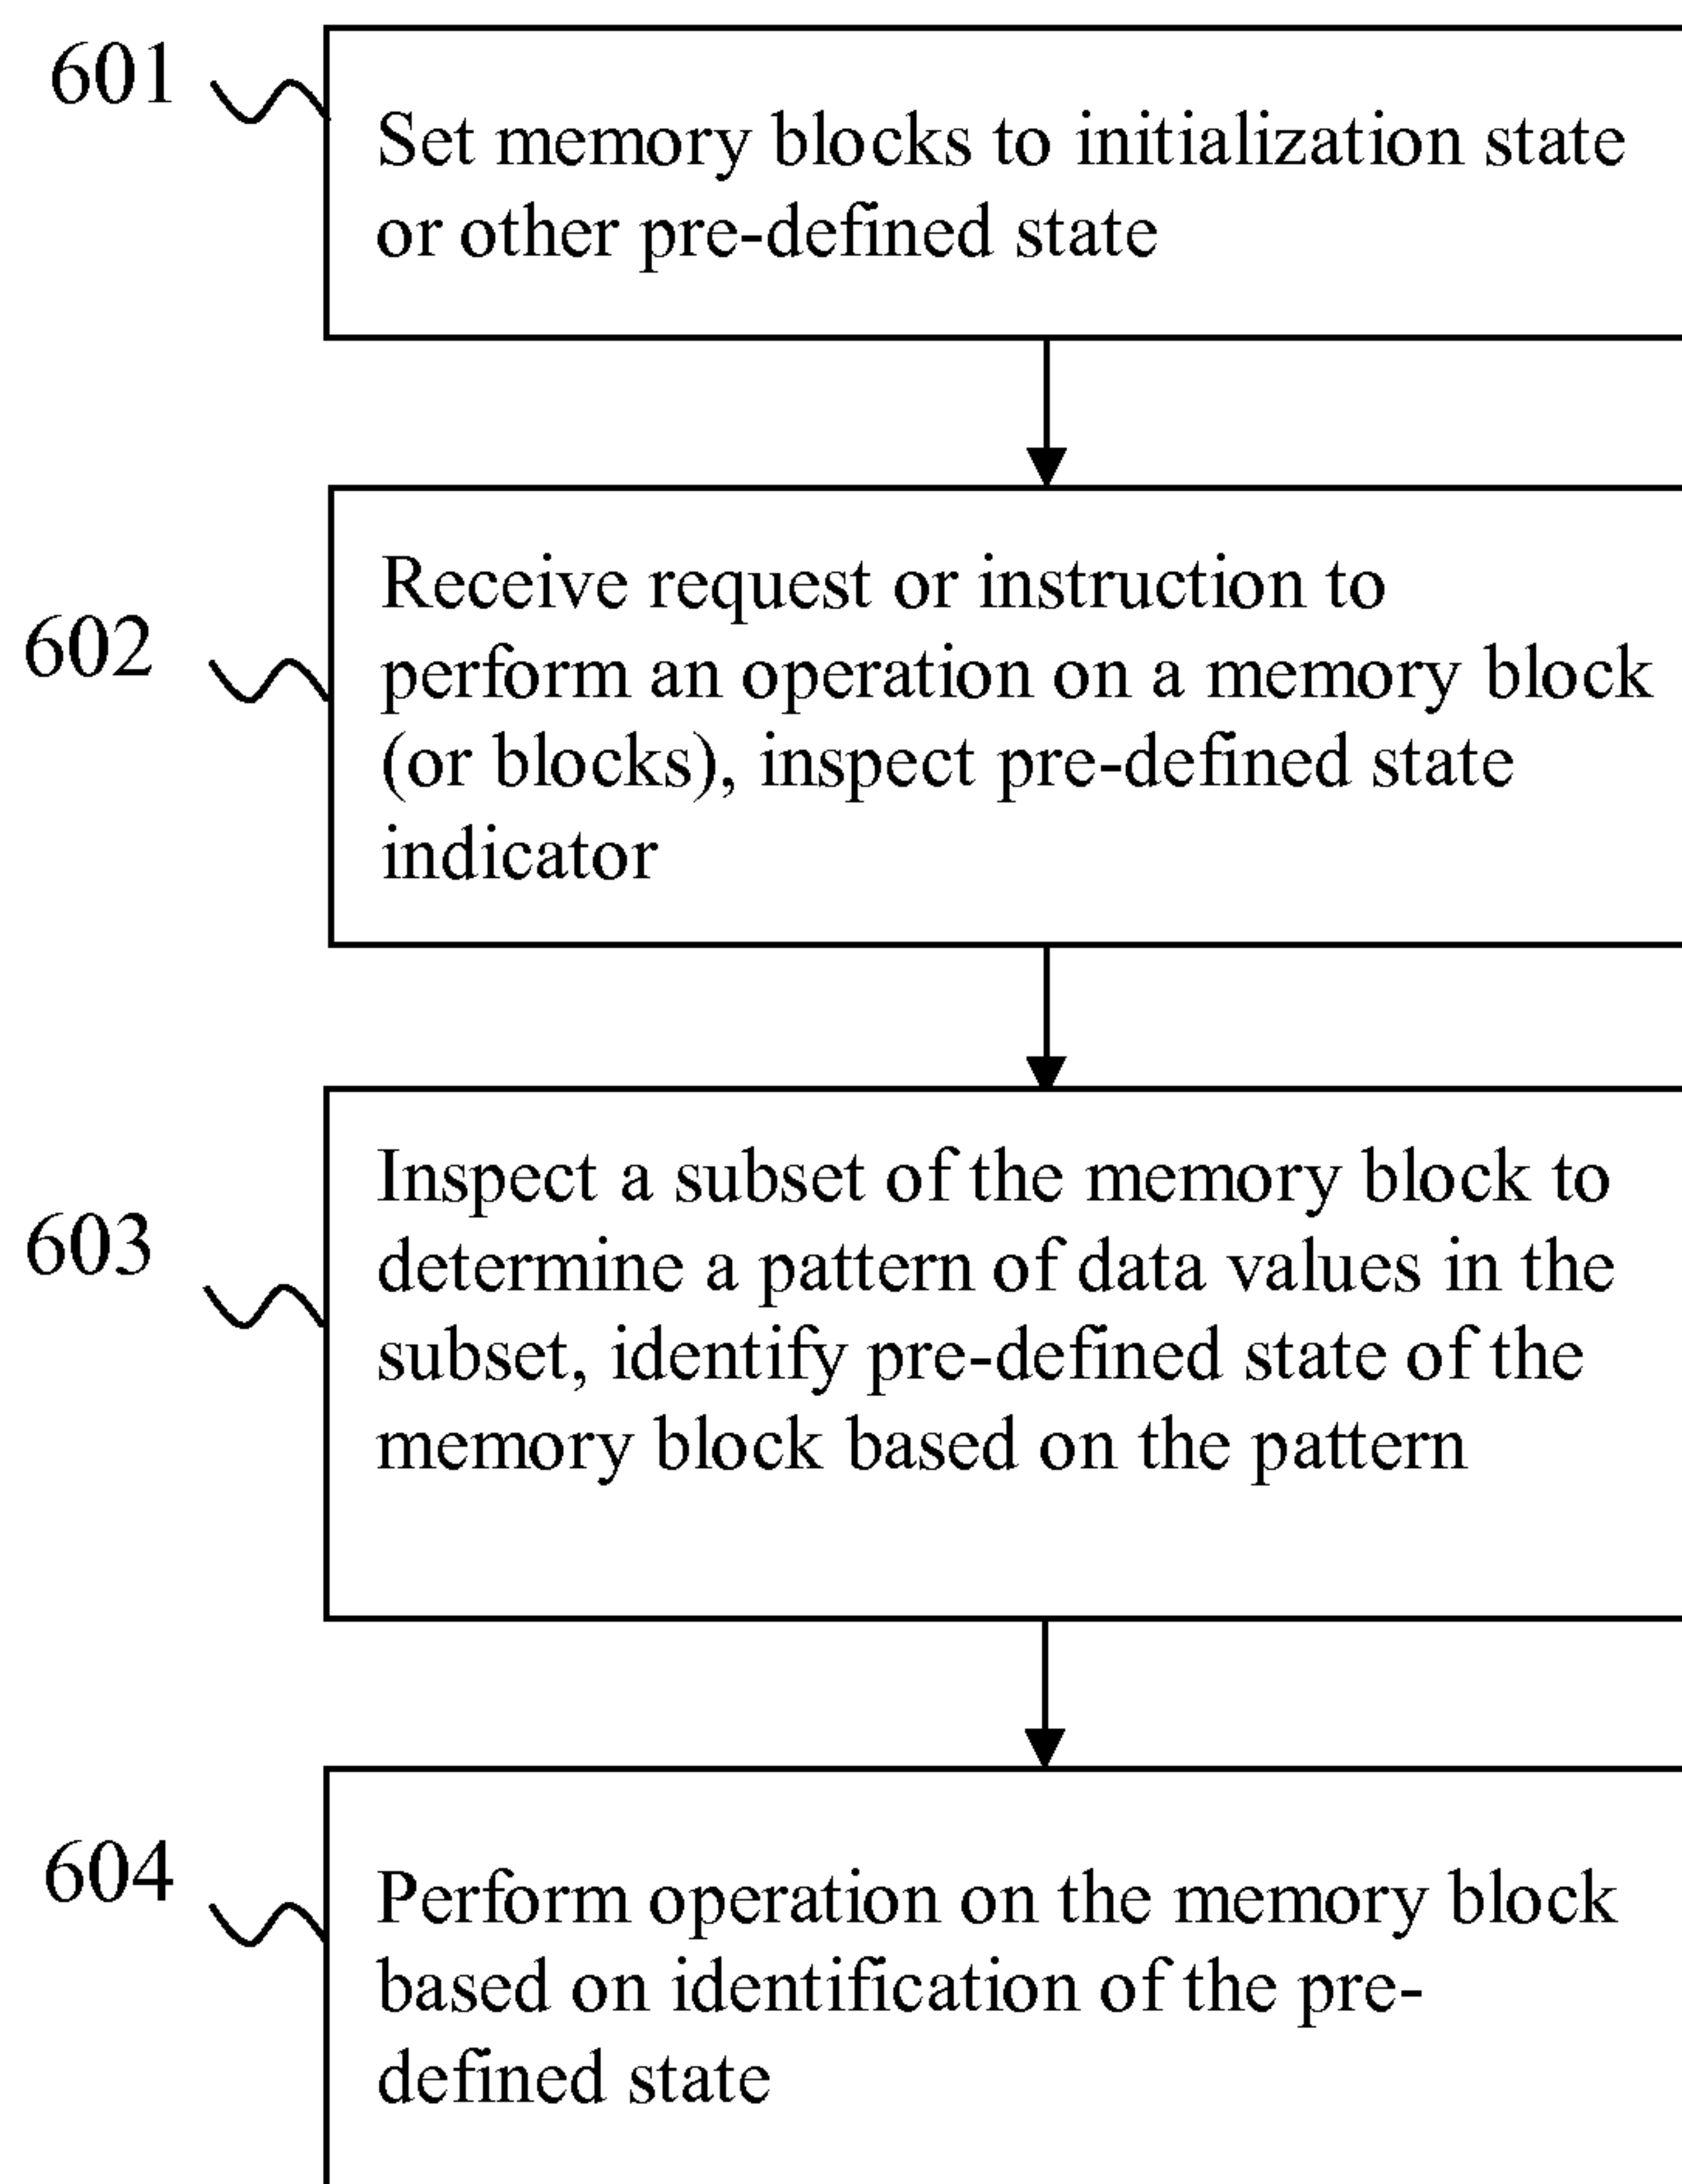 601
Set memory blocks to initialization state
or other pre-defined state
602
Receive request or instruction to
perform an operation on a memory block
(or blocks), inspect pre-defined state
indicator
603
Inspect a subset of the memory block to
determine a pattern of data values in the
subset, identify pre-defined state of the
memory block based on the pattern
604
Perform operation on the memory block
based on identification of the pre-
defined state